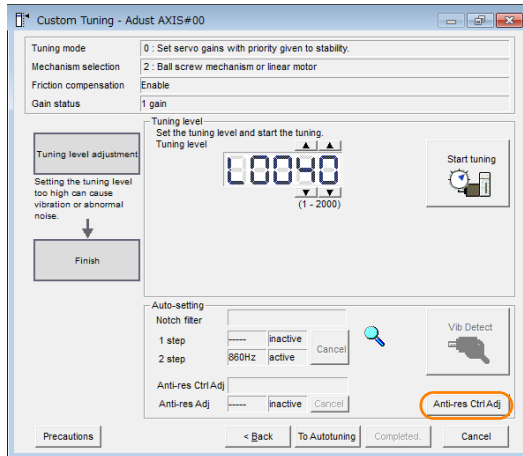 Custom Tuning - Adust AXIS#00
Tuning mode
0 : Set servo gains with priority given to stability.
Mechanism selection
2 : Ball screw mechanism or linear motor
Friction compensation
Enable
Gain status
1 gain
Tuning level adjustment
Setting the tuning level
too high can cause
vibration or abnormal
noise.
Finish
Tuning level
Set the tuning level and start the tuning.
Tuning level
L0040
(1 - 2000)
Start tuning
Auto-setting
Notch filter
1 step
-----
inactive
2 step
860Hz
active
Cancel
Vib Detect
Anti-res Ctrl Adj
Anti-res Adj
-----
inactive
Cancel
Anti-res Ctrl Adj
Precautions
< Back
To Autotuning
Completed.
Cancel